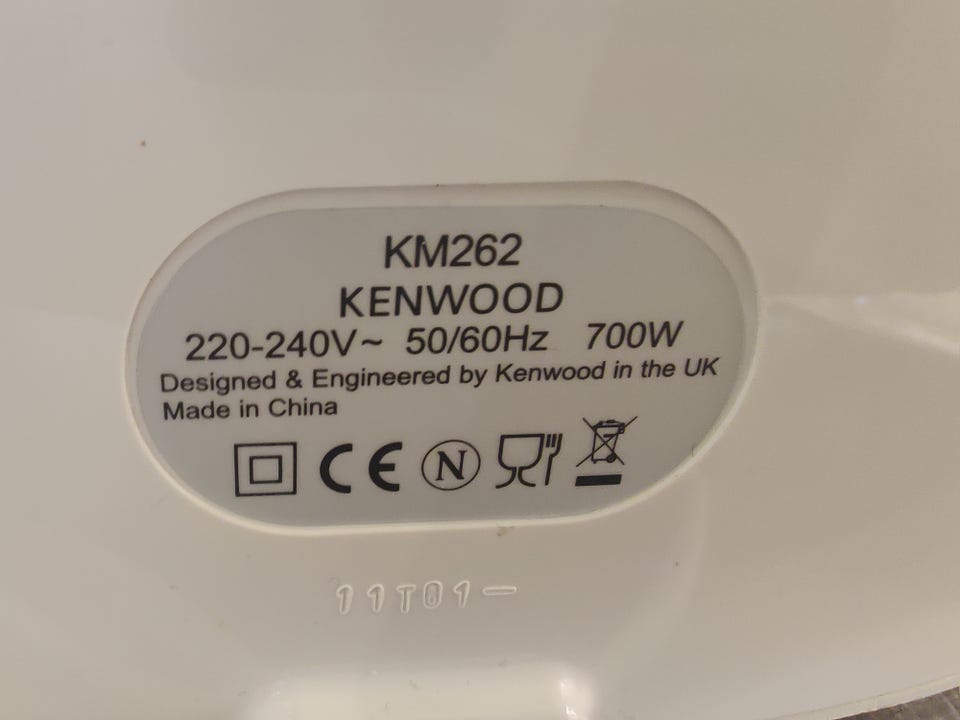 KM262
KENWOOD
220-240V~ 50/60Hz 700W
Designed & Engineered by Kenwood in the UK
Made in China
CE N
11T01-